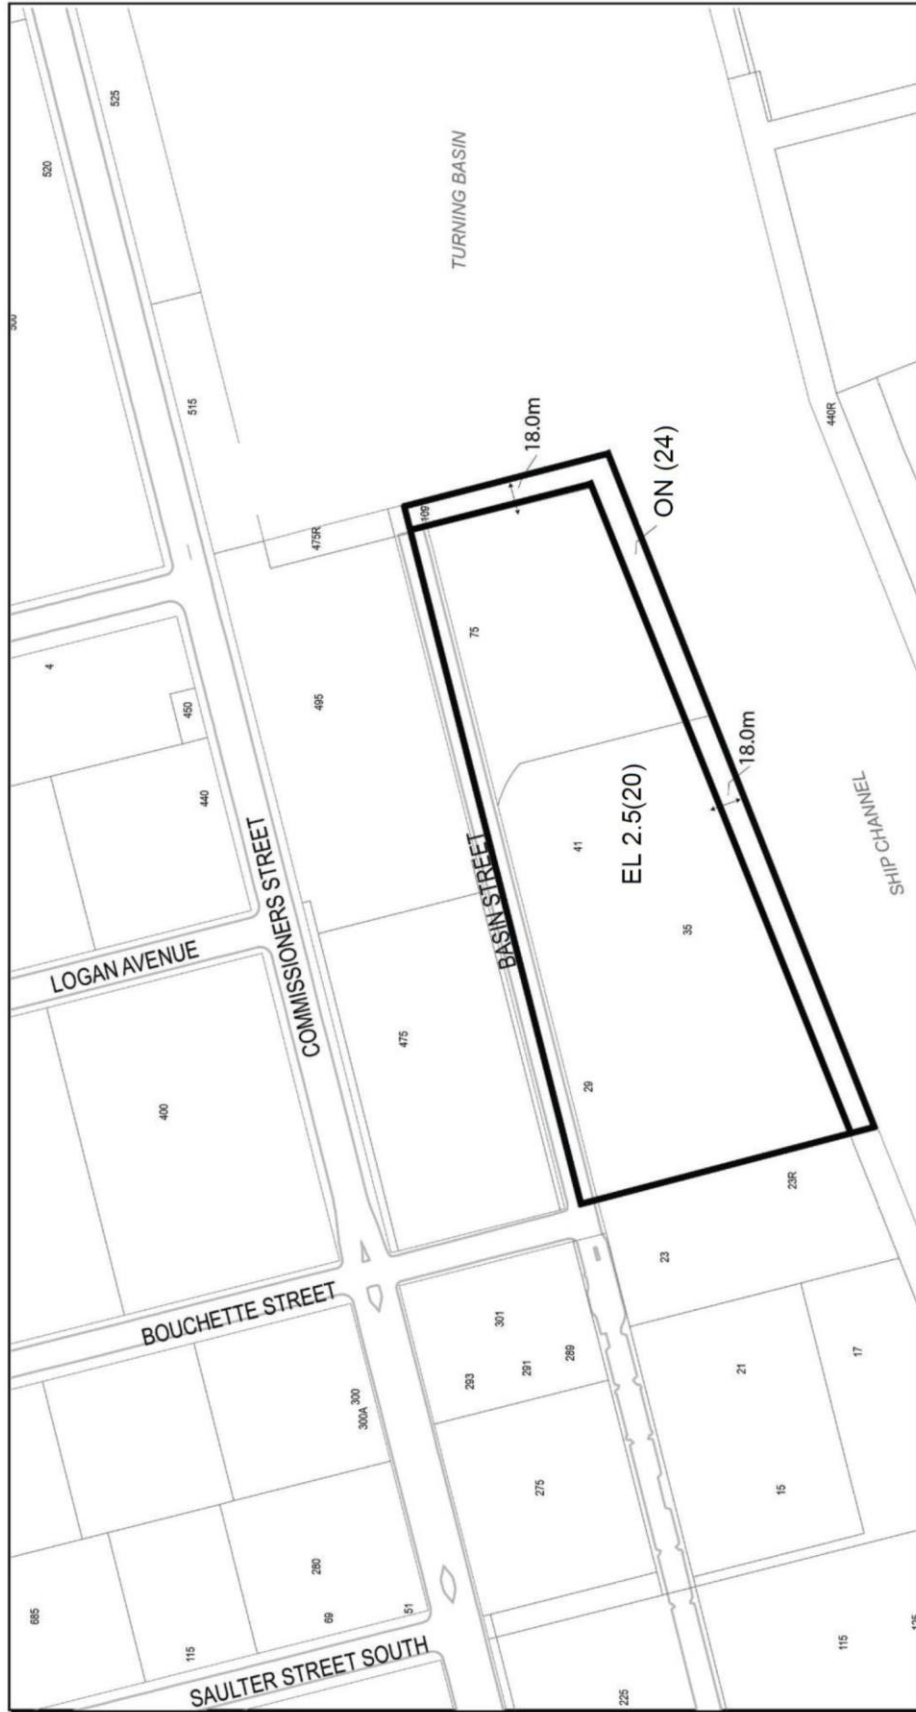 525
520
TURNING BASIN
515
440R
18.0m
ON (24)
475R
109
4
75
495
450
440
18.0m
EL 2.5(20)
41
SHIP CHANNEL
COMMISSIONERS STREET
BASIN STREET
35
LOGAN AVENUE
475
29
400
23R
23
BOUCHETTE STREET
301
289
291
293
17
21
300
300A
275
15
280
69
51
685
115
SAULTER STREET SOUTH
115
225